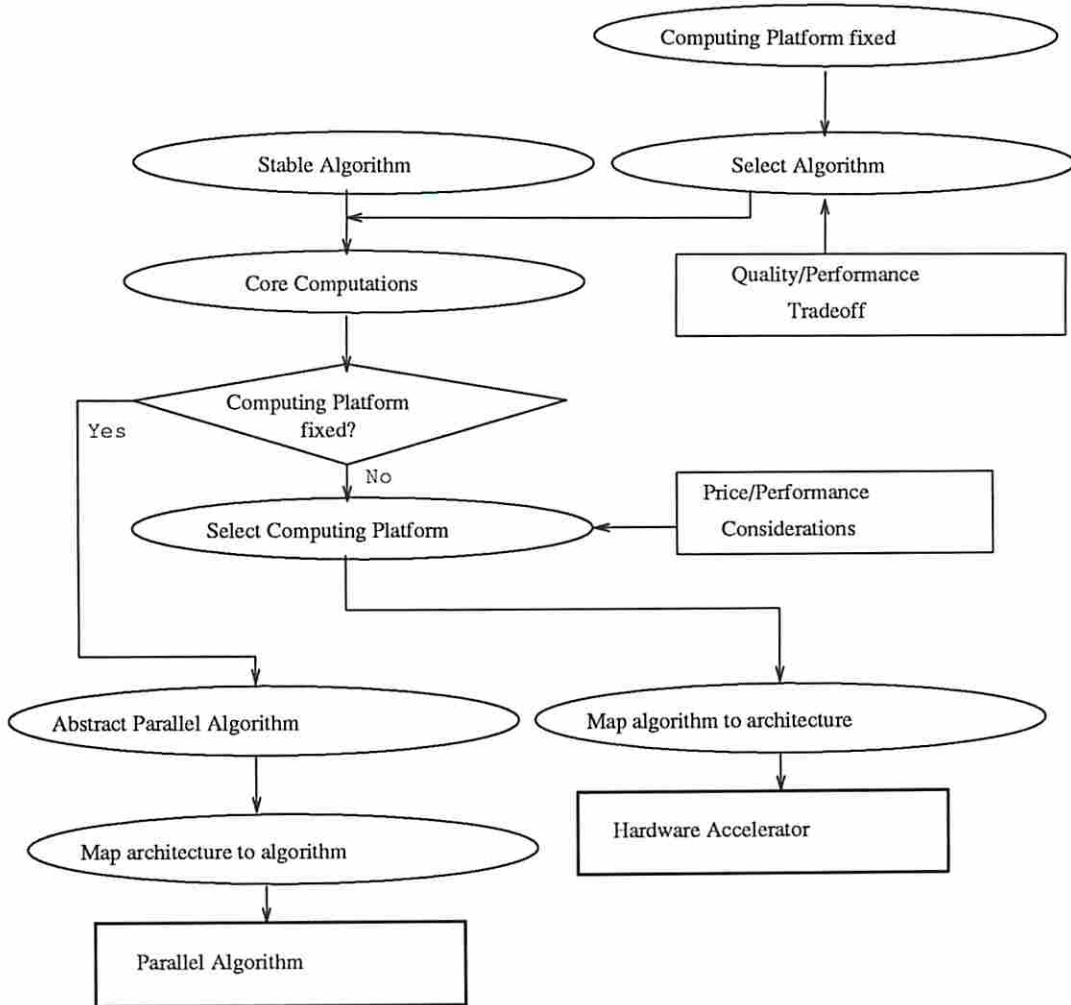 Computing Platform fixed
Stable Algorithm
Select Algorithm
Quality/Performance
Tradeoff
Core Computations
Computing Platform
fixed?
Yes
No
Price/Performance
Considerations
Select Computing Platform
Abstract Parallel Algorithm
Map algorithm to architecture
Hardware Accelerator
Map architecture to algorithm
Parallel Algorithm